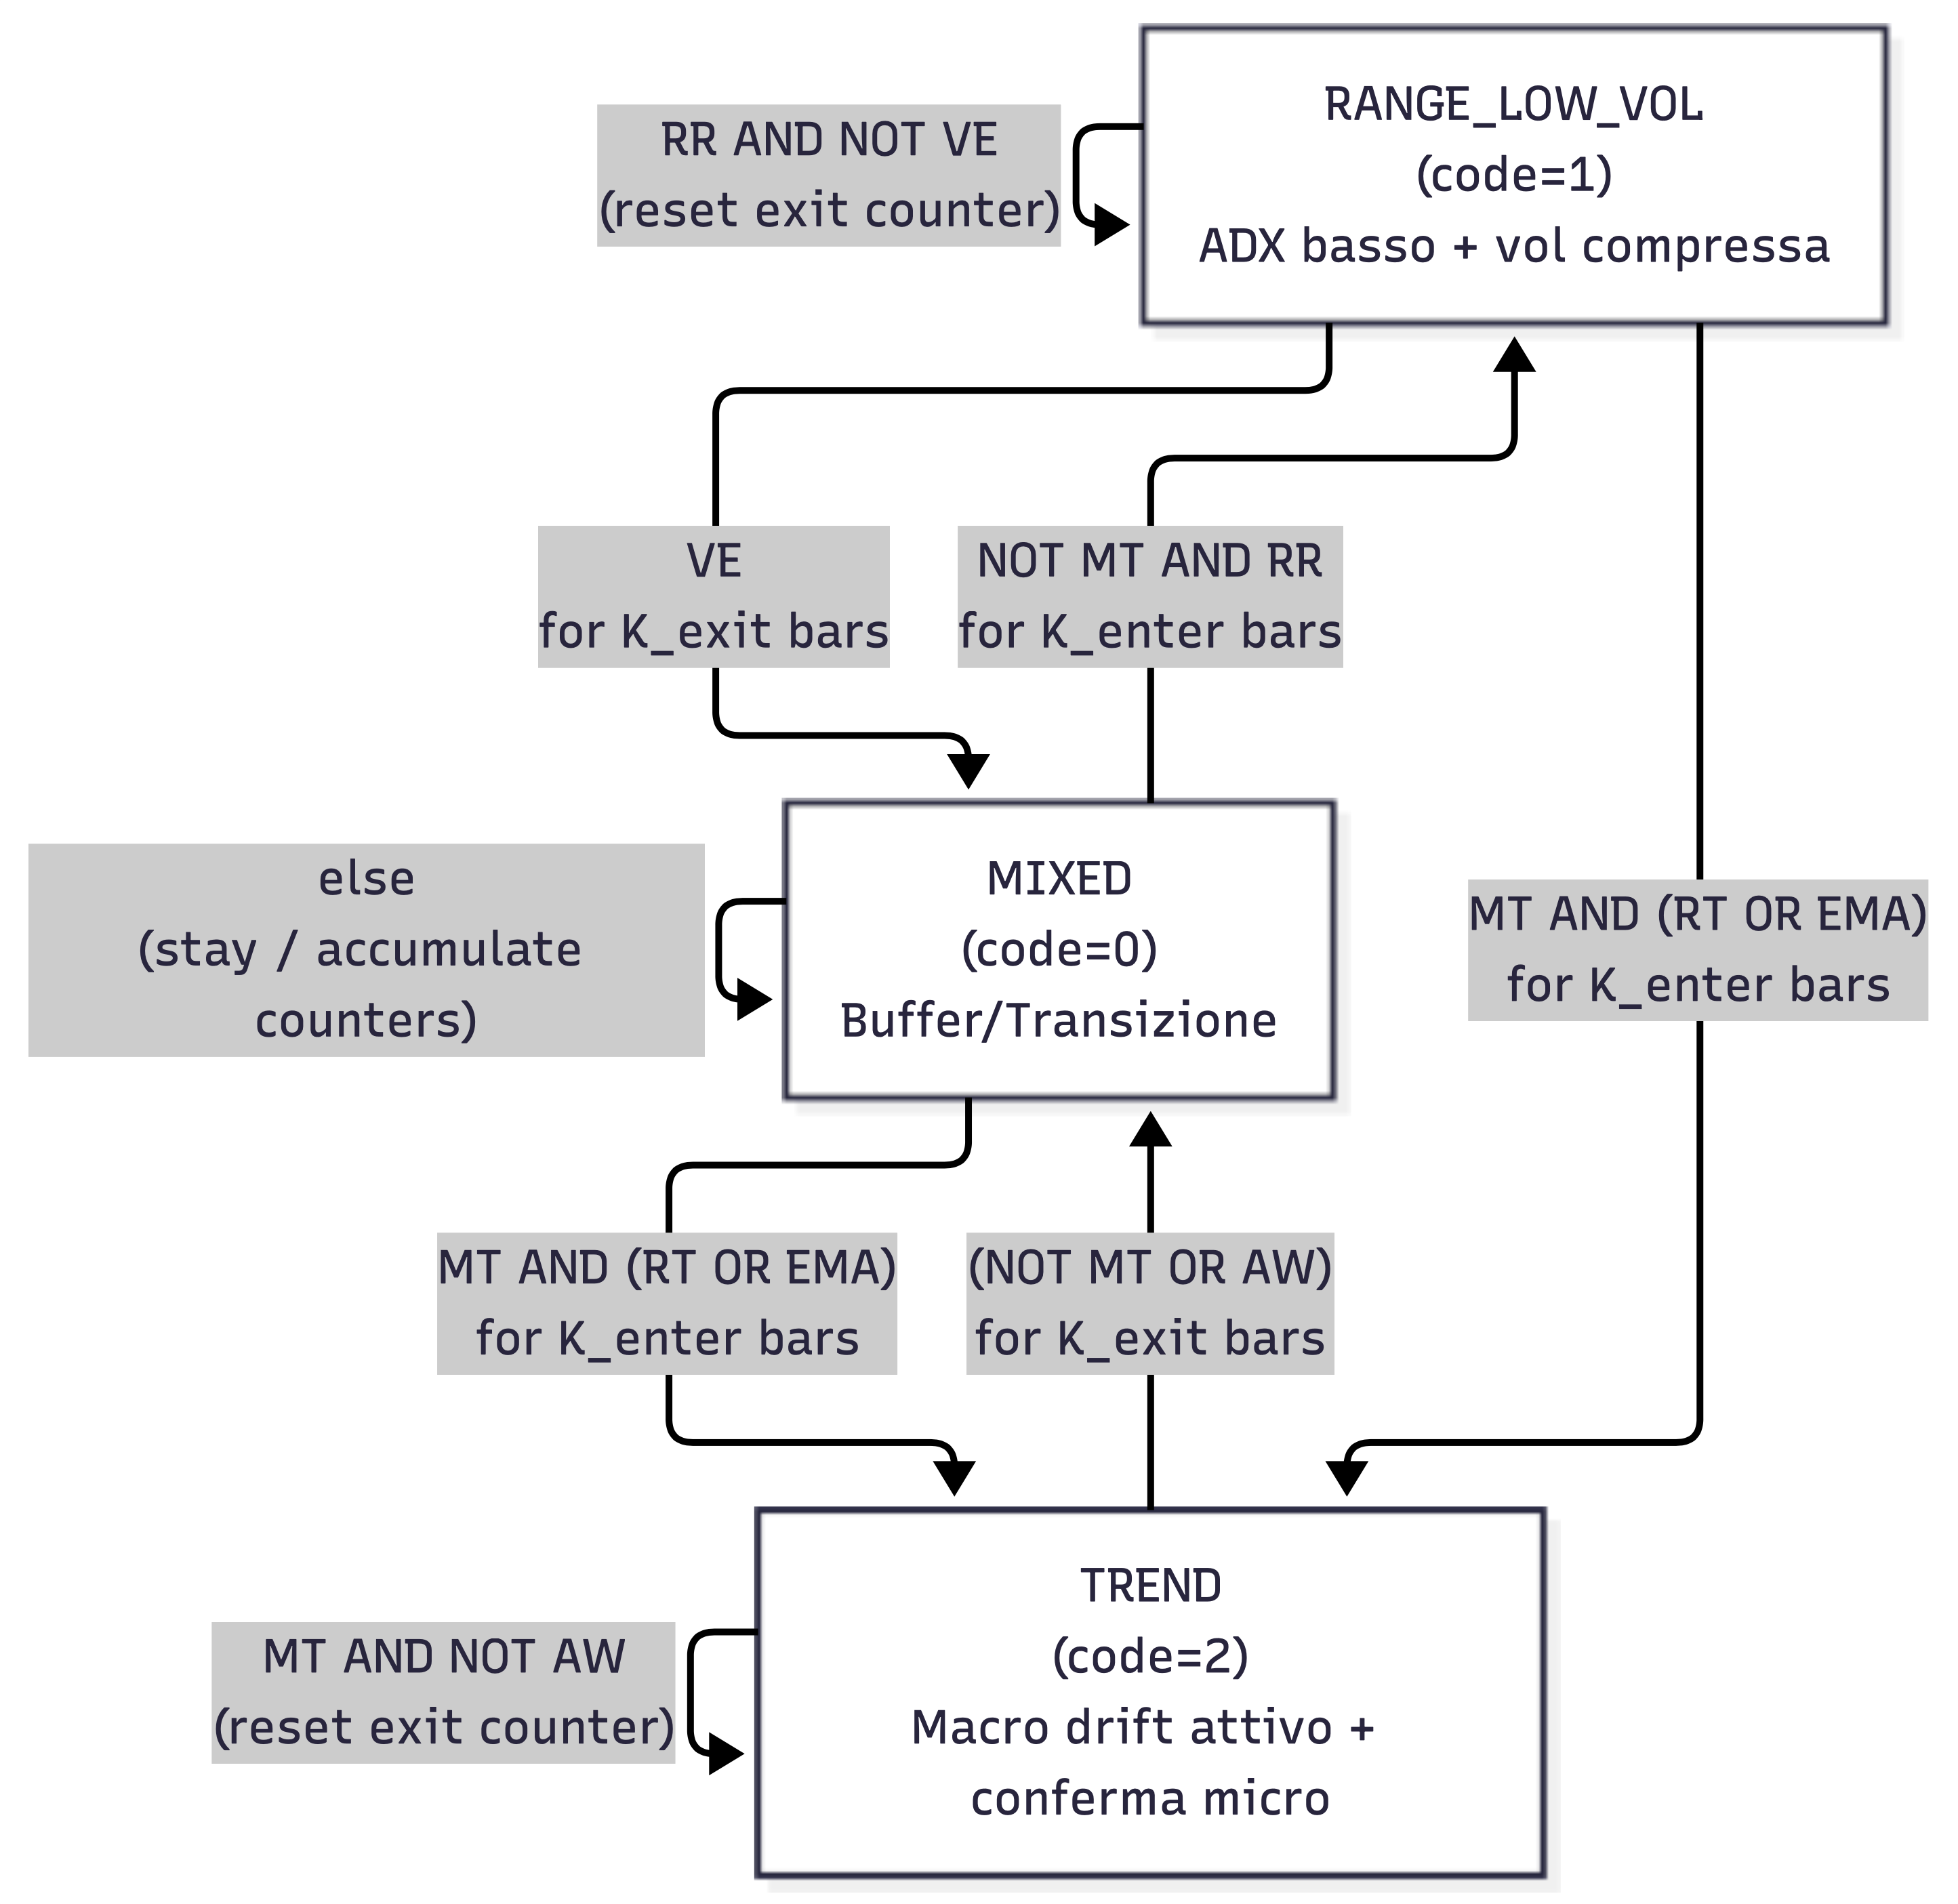 RANGE_LOW_VOL
(code=1)
ADX basso + vol compressa
RR AND NOT VE
(reset exit counter)
VE
for K_exit bars
NOT MT AND RR
for K_enter bars
MIXED
(code=0)
Buffer/Transizione
else
(stay / accumulate
counters)
MT AND (RT OR EMA)
for K_enter bars
MT AND (RT OR EMA)
for K_enter bars
(NOT MT OR AW)
for K_exit bars
TREND
(code=2)
Macro drift attivo +
conferma micro
MT AND NOT AW
(reset exit counter)